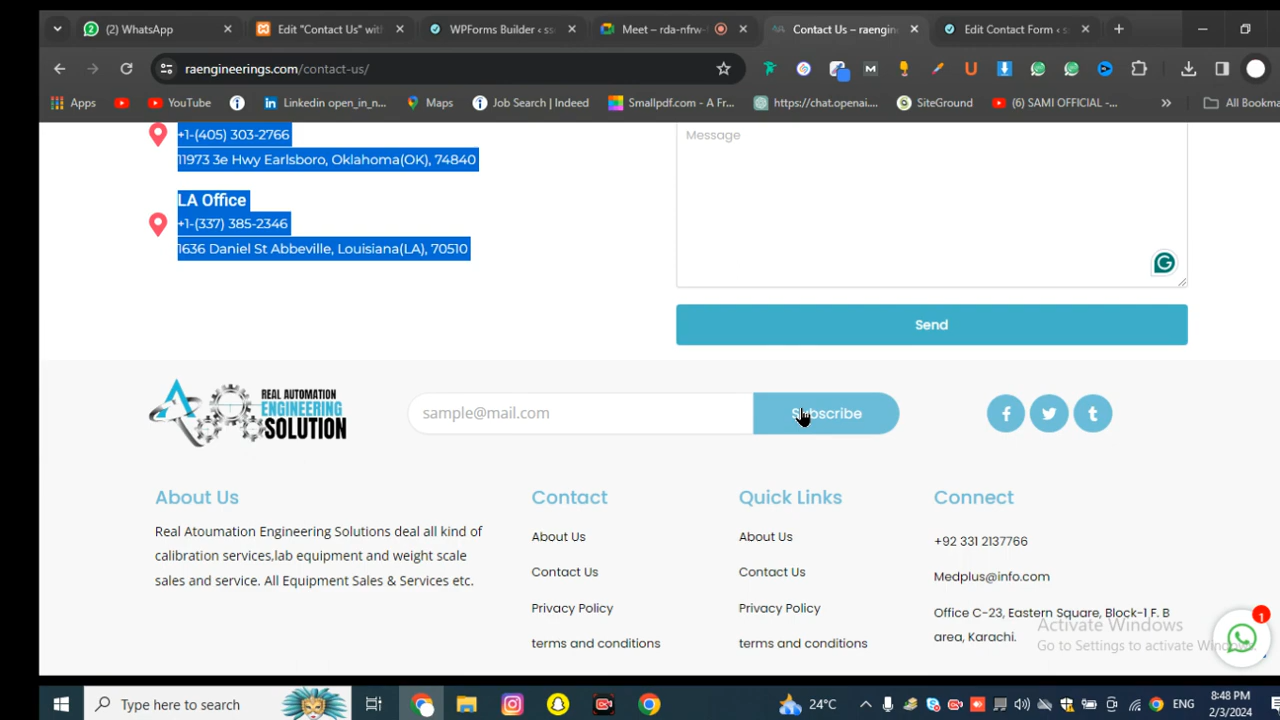 (2) WhatsApp
Edit "Contact Us" with
WPForms Builder ‹ ss
Meet – rda-nfrw-
Contact Us – raengin
Edit Contact Form ‹ s
raengineerings.com/contact-us/
Apps
YouTube
Linkedin open_in_n...
Maps
Job Search | Indeed
Smallpdf.com - A Fr...
https://chat.openai....
SiteGround
(6) SAMI OFFICIAL -...
»
All Bookma
+1-(405) 303-2766
11973 3e Hwy Earlsboro, Oklahoma(OK), 74840
LA Office
+1-(337) 385-2346
1636 Daniel St Abbeville, Louisiana(LA), 70510
Message
Send
REAL AUTOMATION
ENGINEERING
SOLUTION
sample@mail.com
Subscribe
About Us
Real Atoumation Engineering Solutions deal all kind of
calibration services,lab equipment and weight scale
sales and service. All Equipment Sales & Services etc.
Contact
About Us
Contact Us
Privacy Policy
terms and conditions
Quick Links
About Us
Contact Us
Privacy Policy
terms and conditions
Connect
+92 331 2137766
Medplus@info.com
Office C-23, Eastern Square, Block-1 F. B
area, Karachi.
Activate Windows
Go to Settings to activate Windows.
1
Type here to search
24°C
ENG
8:48 PM
2/3/2024